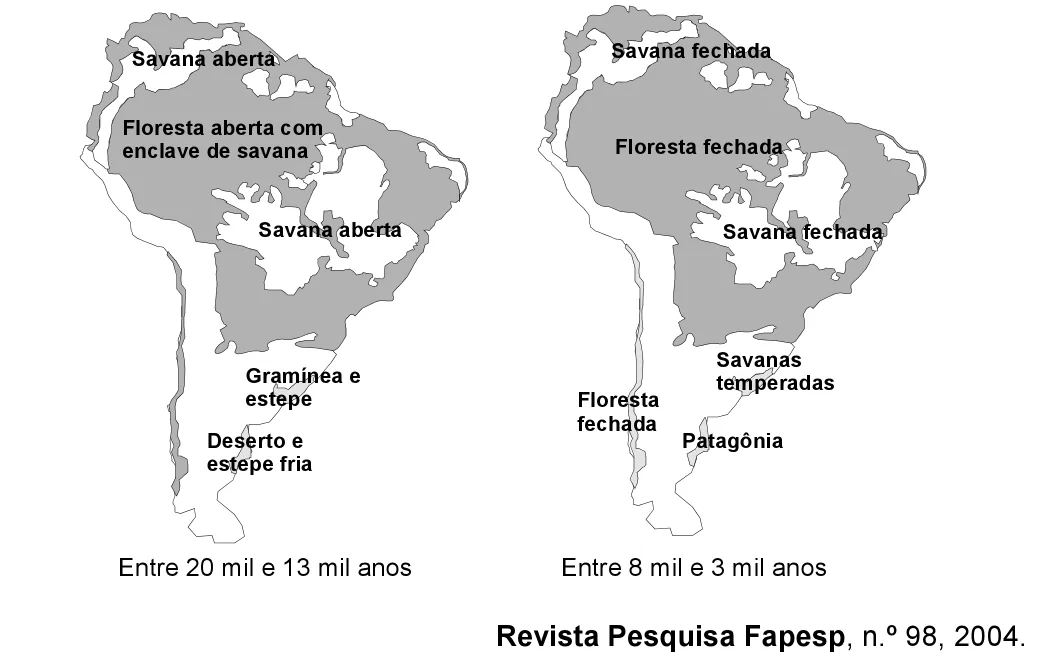 Savana aberta
Floresta aberta com
enclave de savana
Savana aberta
Gramínea e
estepe
Deserto e
estepe fria
Entre 20 mil e 13 mil anos
Savana fechada
Floresta fechada
Savana fechada
Savanas
temperadas
Floresta
fechada
Patagônia
Entre 8 mil e 3 mil anos
Revista Pesquisa Fapesp, n.º 98, 2004.